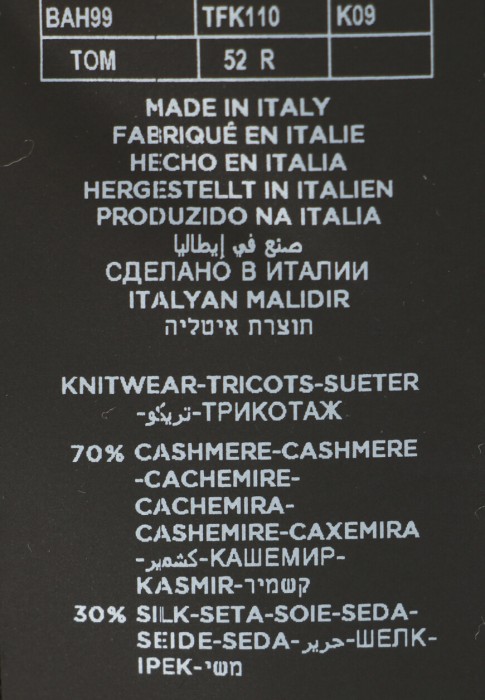 BAH99 TFK110 K09
TOM 52 R
MADE IN ITALY
FABRIQUÉ EN ITALIE
HECHO EN ITALIA
HERGESTELLT IN ITALIEN
PRODUZIDO NA ITALIA
صنع في إيطاليا
СДЕЛАНО В ИТАЛИИ
ITALYAN MALIDIR
תוצרת איטליה
KNITWEAR-TRICOTS-SUETER
-تريكو-ТРИКОТАЖ
70% CASHMERE-CASHMERE
-CACHEMIRE-
CACHEMIRA-
CASHEMIRE-CAXEMIRA
-كشمير-КАШЕМИР-
KASMIR-קשמיר
30% SILK-SETA-SOIE-SEDA-
SEIDE-SEDA-حرير-ШЕЛК-
IPEK-משי